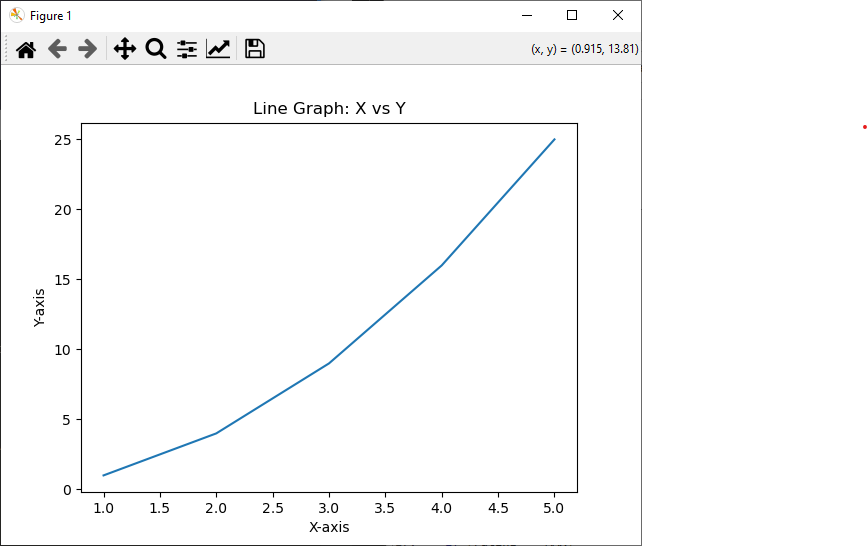 Figure 1
(x, y) = (0.915, 13.81)
Line Graph: X vs Y
25
20
15
10
5
0
Y-axis
1.0 1.5 2.0 2.5 3.0 3.5 4.0 4.5 5.0
X-axis